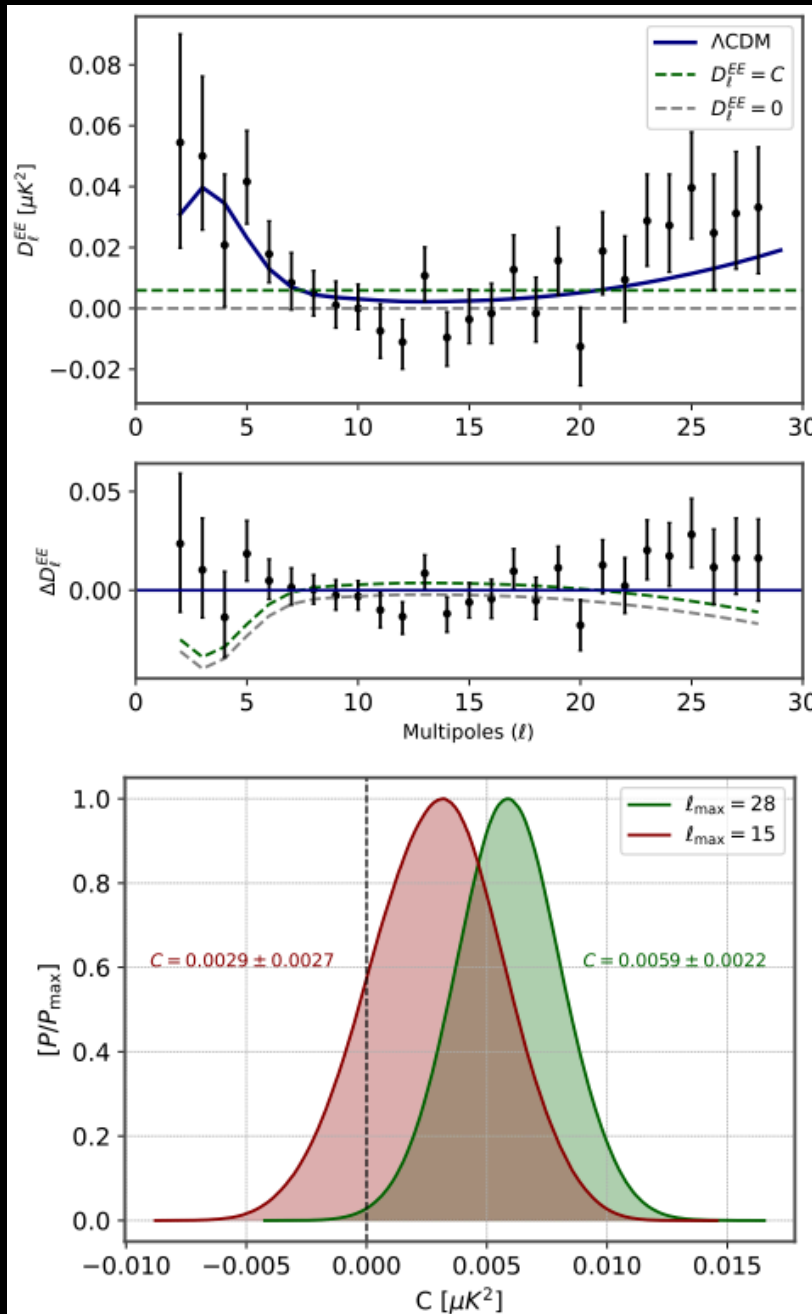 0.08
0.06
0.04
0.02
0.00
−0.02
D_ℓ^{EE} [μK²]
ΛCDM
D_ℓ^{EE} = C
D_ℓ^{EE} = 0
0 5 10 15 20 25 30
0.05
0.00
ΔD_ℓ^{EE}
0 5 10 15 20 25 30
Multipoles (ℓ)
1.0
0.8
0.6
0.4
0.2
0.0
[P/P_max]
ℓ_max = 28
ℓ_max = 15
C = 0.0029 ± 0.0027
C = 0.0059 ± 0.0022
−0.010 −0.005 0.000 0.005 0.010 0.015
C [μK²]